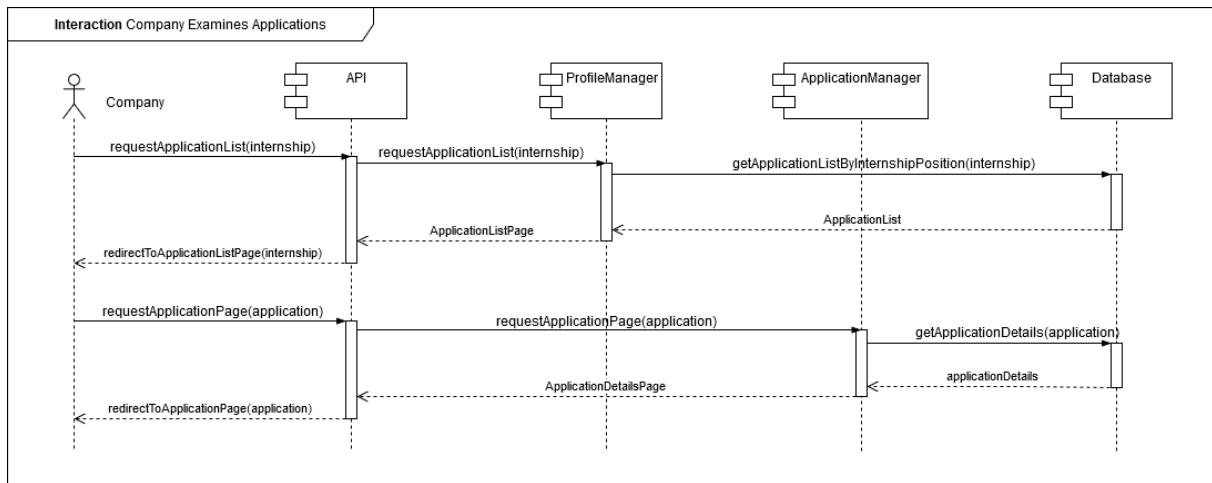 Interaction Company Examines Applications
Company
API
ProfileManager
ApplicationManager
Database
requestApplicationList(internship)
requestApplicationList(internship)
getApplicationListByInternshipPosition(internship)
ApplicationList
ApplicationListPage
redirectToApplicationListPage(internship)
requestApplicationPage(application)
requestApplicationPage(application)
getApplicationDetails(application)
applicationDetails
ApplicationDetailsPage
redirectToApplicationPage(application)